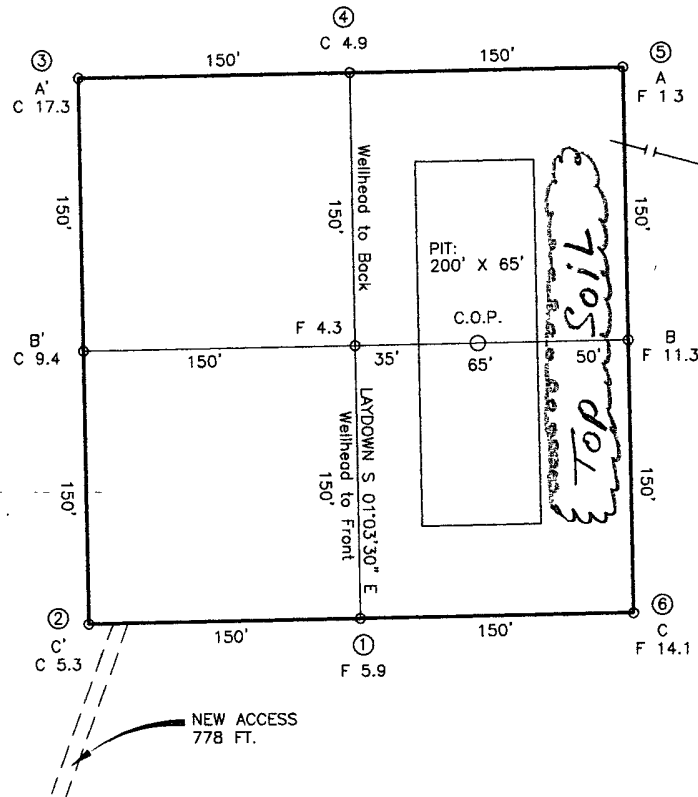 ④
C 4.9
③
150'
150'
⑤
A'
C 17.3
A
F 1 3
150'
Wellhead to Back
150'
150'
PIT:
200' X 65'
Top Soil
C.O.P.
F 4.3
B'
C 9.4
150'
35'
65'
50'
B
F 11.3
150'
LAYDOWN S 01°03'30" E
Wellhead to Front
150'
150'
②
C'
C 5.3
150'
①
F 5.9
150'
⑥
C
F 14.1
NEW ACCESS
778 FT.